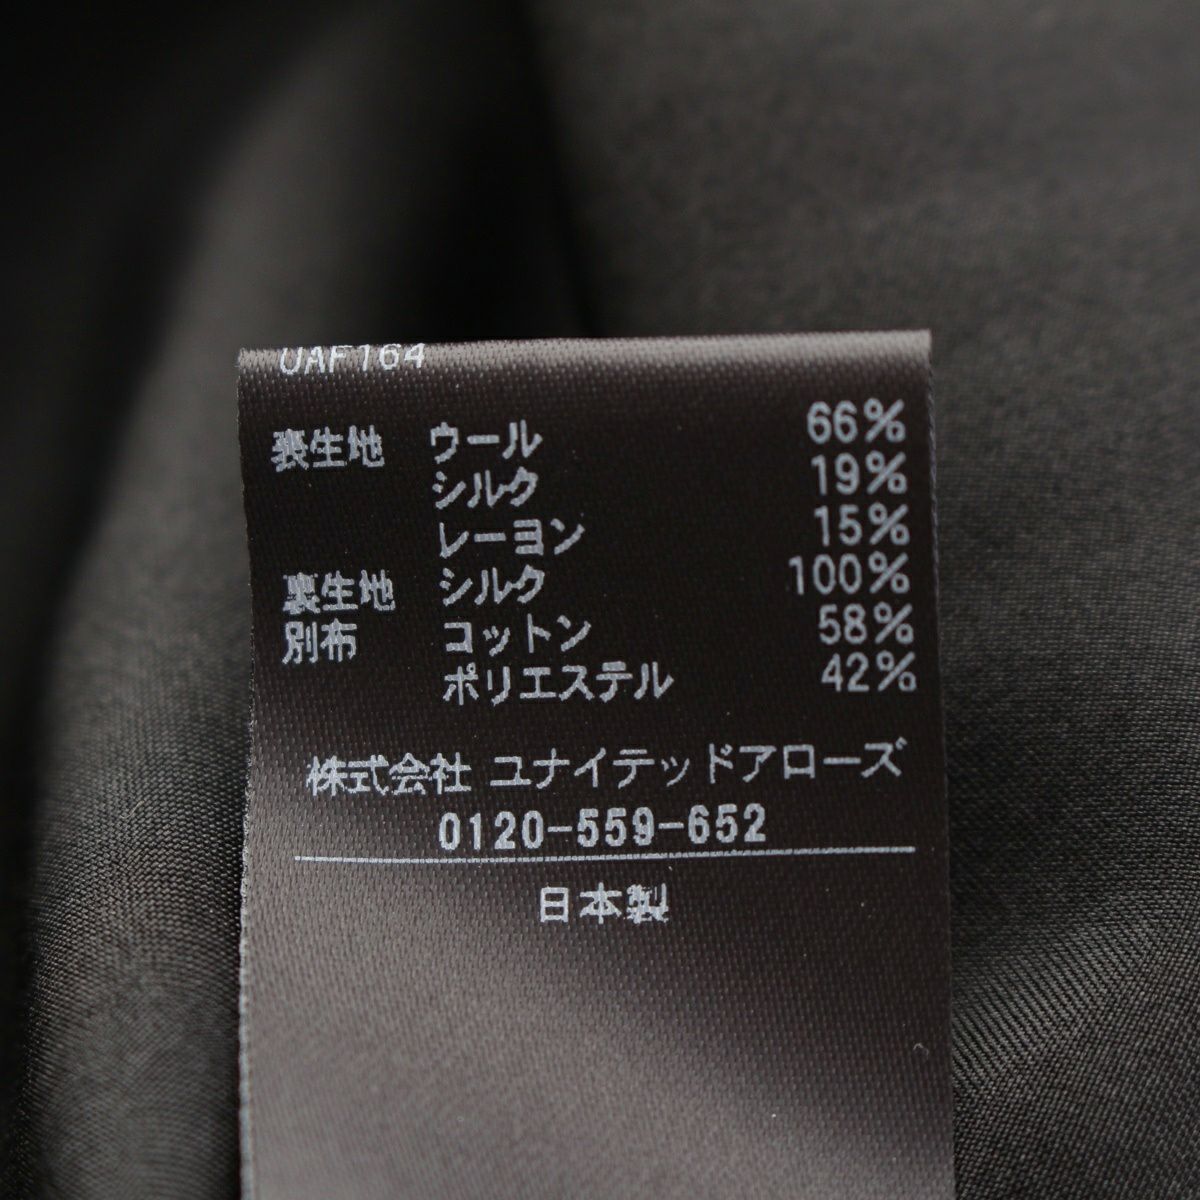 UAF164
表生地 ウール 66%
シルク 19%
レーヨン 15%
裏生地 シルク 100%
別布 コットン 58%
ポリエステル 42%
株式会社 ユナイテッドアローズ
0120-559-652
日本製